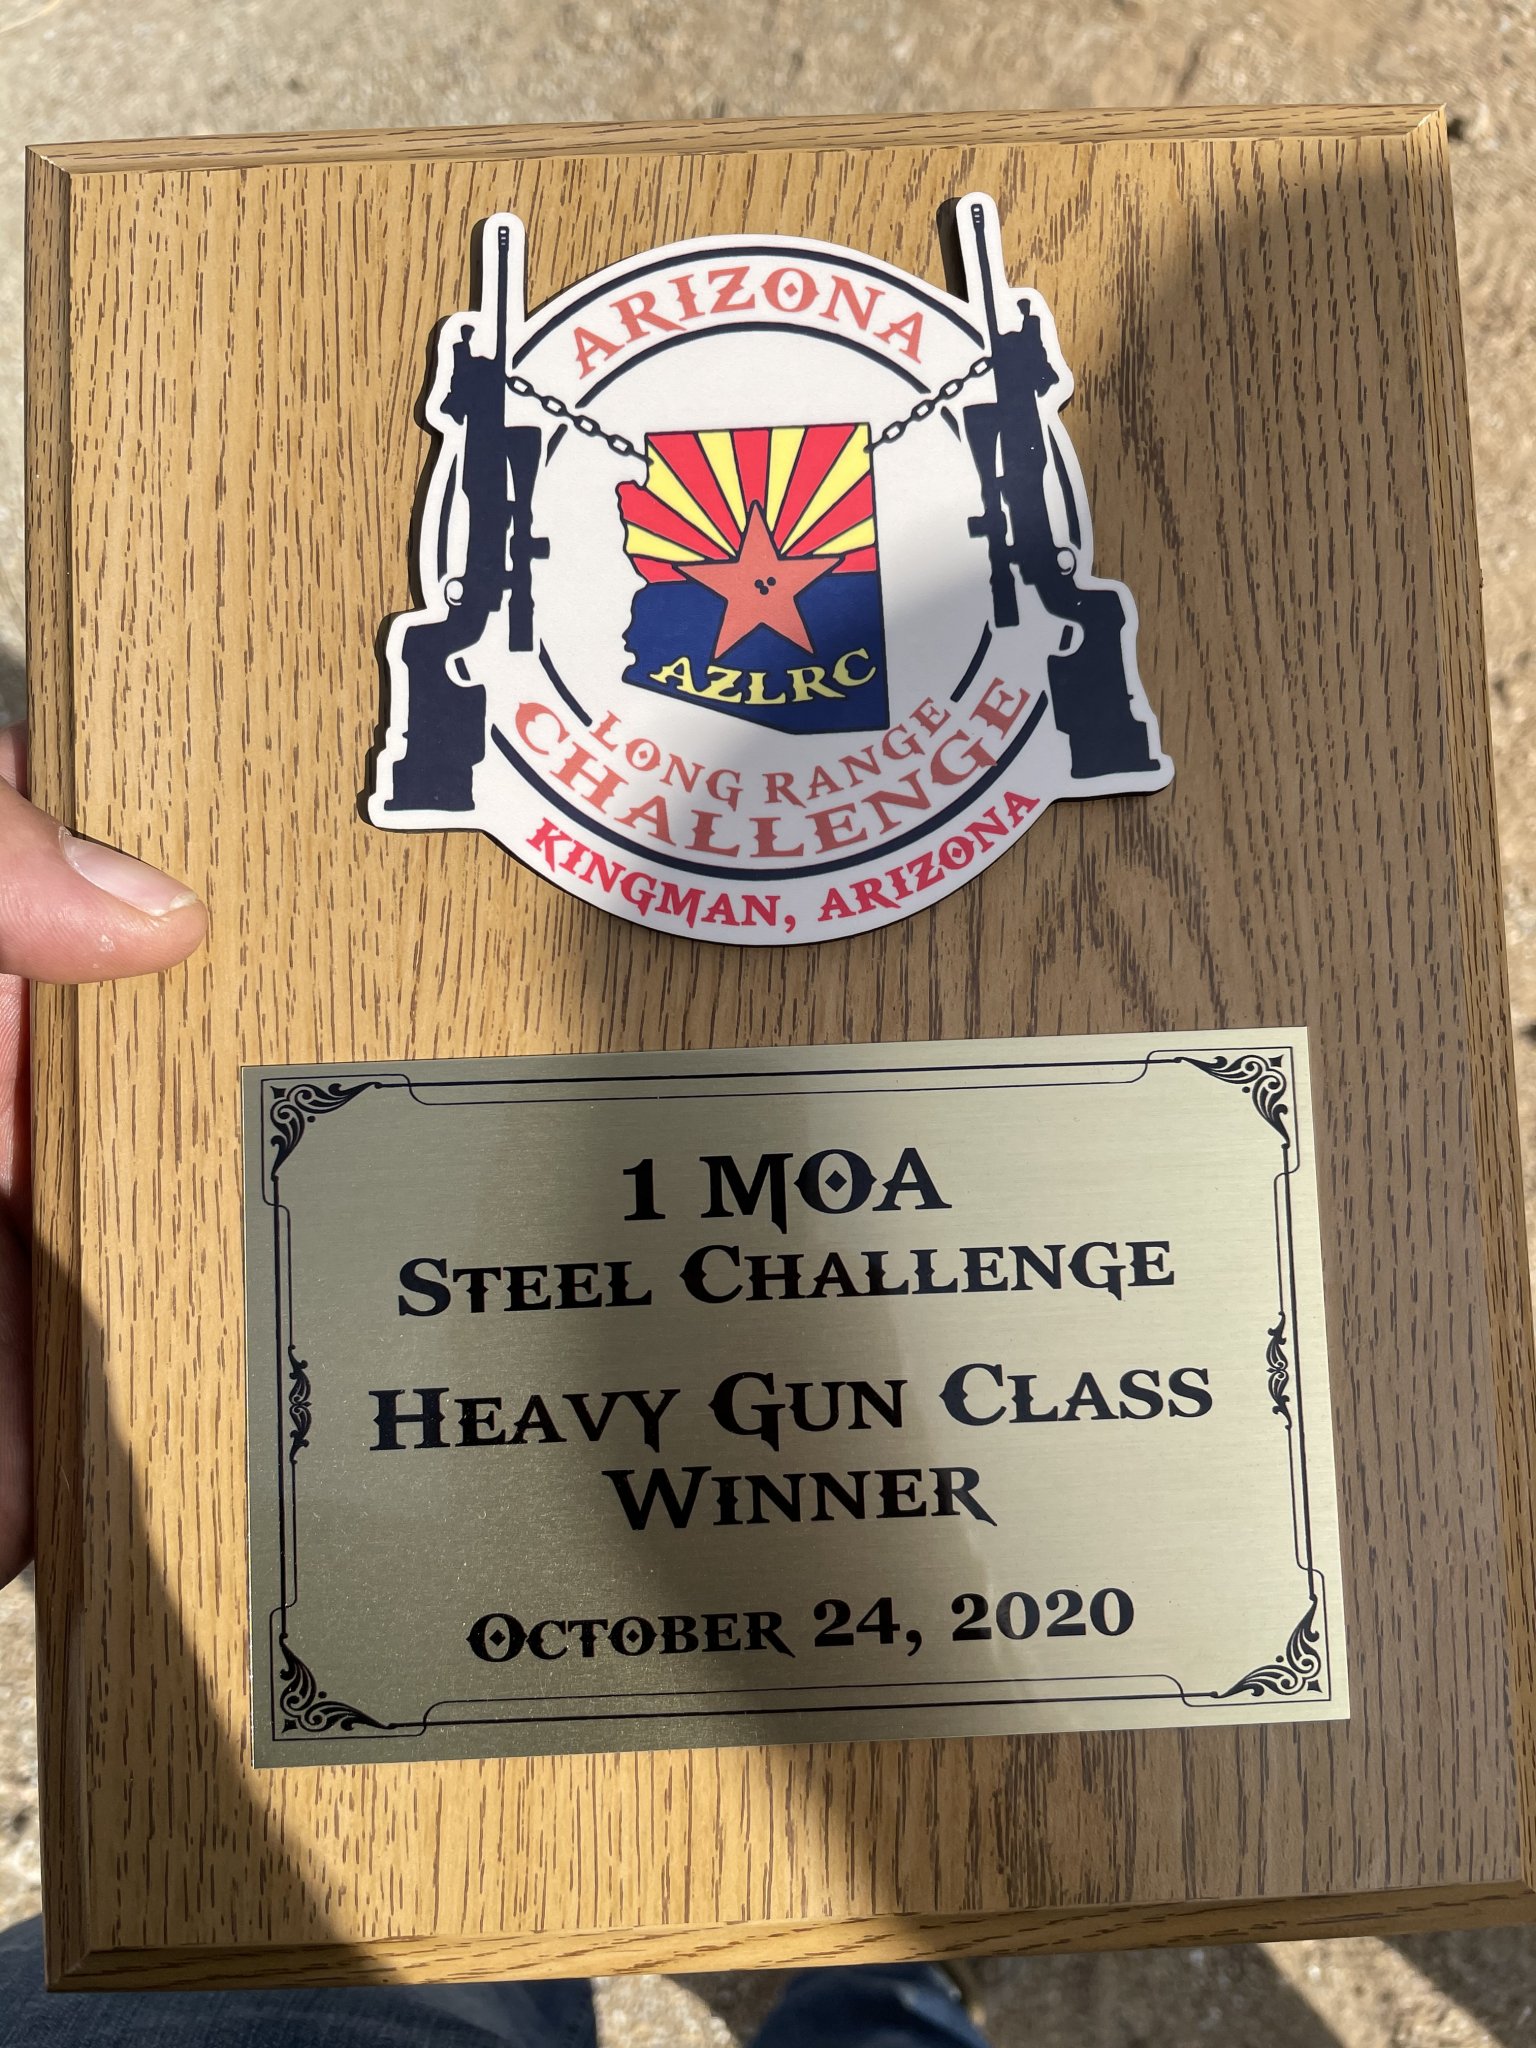 ARIZONA
AZLRC
LONG RANGE
CHALLENGE
KINGMAN, ARIZONA
1 MOA
STEEL CHALLENGE
HEAVY GUN CLASS
WINNER
OCTOBER 24, 2020